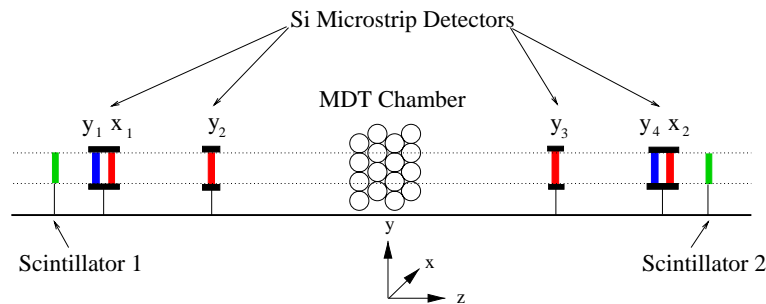 Si Microstrip Detectors
MDT Chamber
y1 x1 y2 y3 y4 x2
y
x
z
Scintillator 1
Scintillator 2